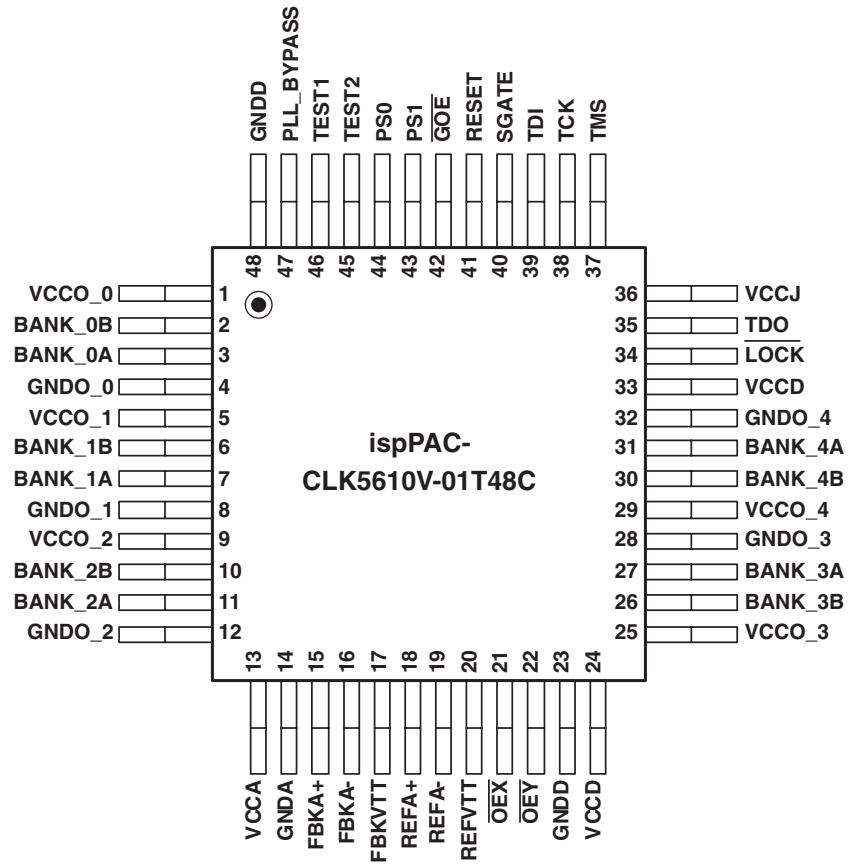 GNDD
PLL_BYPASS
TEST1
TEST2
PS0
PS1
GOE
RESET
SGATE
TDI
TCK
TMS
48
47
46
45
44
43
42
41
40
39
38
37
VCCO_0 1
BANK_0B 2
BANK_0A 3
GNDO_0 4
VCCO_1 5
BANK_1B 6
BANK_1A 7
GNDO_1 8
VCCO_2 9
BANK_2B 10
BANK_2A 11
GNDO_2 12
ispPAC-
CLK5610V-01T48C
36 VCCJ
35 TDO
34 LOCK
33 VCCD
32 GNDO_4
31 BANK_4A
30 BANK_4B
29 VCCO_4
28 GNDO_3
27 BANK_3A
26 BANK_3B
25 VCCO_3
13
14
15
16
17
18
19
20
21
22
23
24
VCCA
GNDA
FBKA+
FBKA-
FBKVTT
REFA+
REFA-
REFVTT
OEX
OEY
GNDD
VCCD